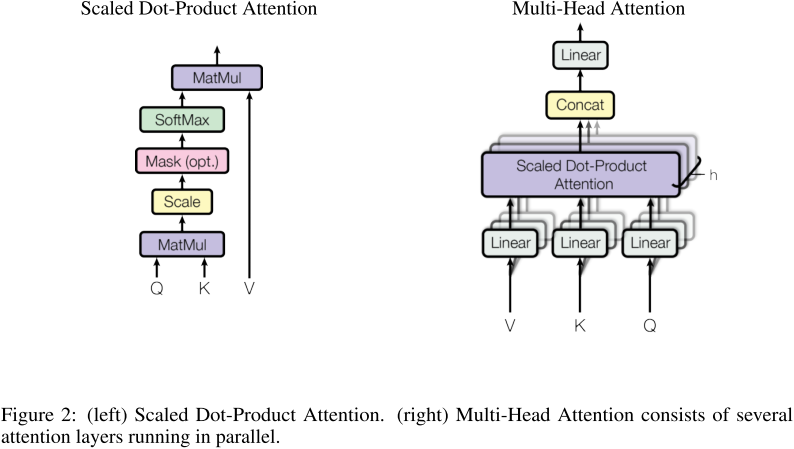 Scaled Dot-Product Attention
MatMul
SoftMax
Mask (opt.)
Scale
MatMul
Q K V
Multi-Head Attention
Linear
Concat
Scaled Dot-Product
Attention
h
Linear Linear Linear
V K Q
Figure 2: (left) Scaled Dot-Product Attention. (right) Multi-Head Attention consists of several
attention layers running in parallel.